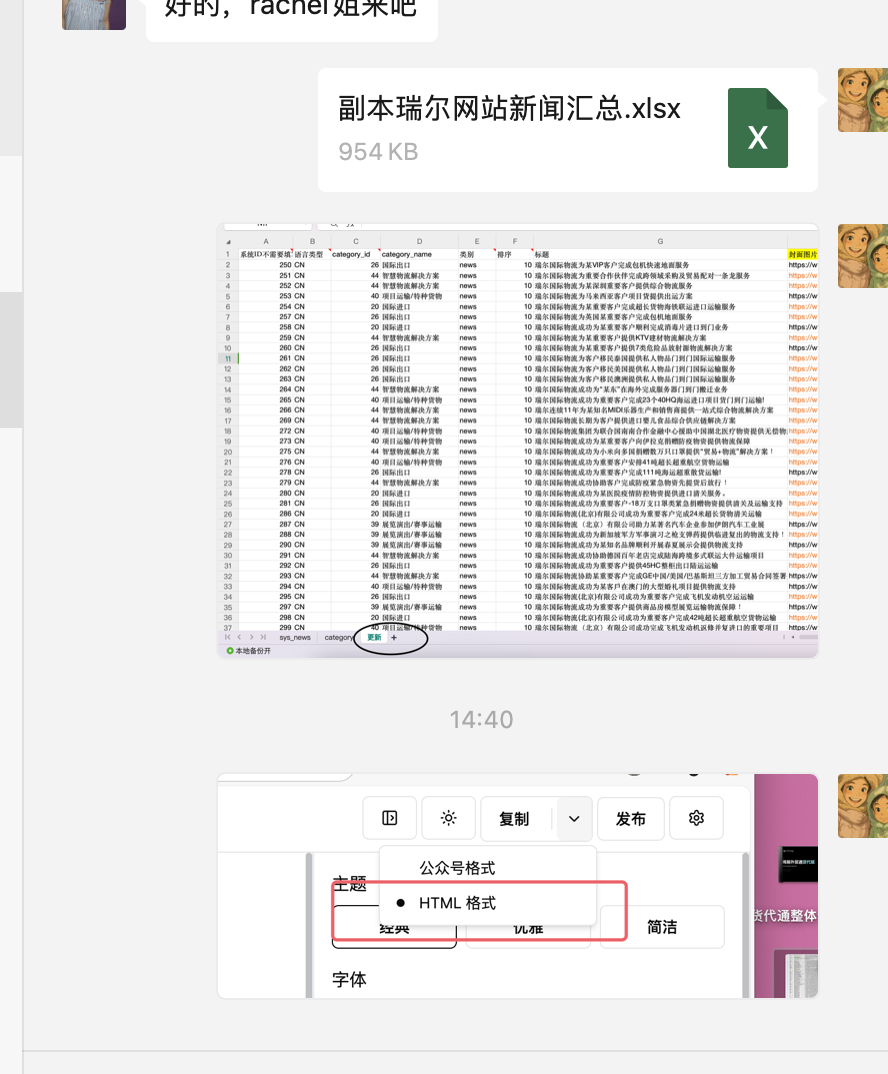 好的，rachel姐来吧
副本瑞尔网站新闻汇总.xlsx
954 KB
X
A B C D E F G
1 系统ID不需要填 语言类型 category_id category_name 类别 排序 标题 封面图片
2 250 CN 26 国际出口 news 10 瑞尔国际物流为某VIP客户完成包机快速地面服务 https://w
3 251 CN 44 智慧物流解决方案 news 10 瑞尔国际物流为重要合作伙伴完成跨领域采购及贸易配对一条龙服务 https://w
4 252 CN 44 智慧物流解决方案 news 10 瑞尔国际物流为某深圳重要客户提供综合物流服务 https://w
5 253 CN 40 项目运输/特种货物 news 10 瑞尔国际物流为马来西亚客户项目货提供出运方案 https://w
6 254 CN 20 国际进口 news 10 瑞尔国际物流为某重要客户完成超长货物海铁联运进口运输服务 https://w
7 257 CN 26 国际出口 news 10 瑞尔国际物流为英国某重要客户完成包机地面服务 https://w
8 258 CN 20 国际进口 news 10 瑞尔国际物流成功为某重要客户顺利完成消毒片进口到门业务 https://w
9 259 CN 44 智慧物流解决方案 news 10 瑞尔国际物流为某重要客户提供KTV建材物流解决方案 https://w
10 260 CN 26 国际出口 news 10 瑞尔国际物流为某重要客户提供7类危险品放射源物流解决方案 https://w
11 261 CN 26 国际出口 news 10 瑞尔国际物流为客户移民泰国提供私人物品门到门国际运输服务 https://w
12 262 CN 26 国际出口 news 10 瑞尔国际物流为客户移民美国提供私人物品门到门国际运输服务 https://w
13 263 CN 26 国际出口 news 10 瑞尔国际物流为客户移民澳洲提供私人物品门到门国际运输服务 https://w
14 264 CN 44 智慧物流解决方案 news 10 瑞尔国际物流成功为“某东”在海外完成服务器门到门搬迁业务 https://w
15 265 CN 40 项目运输/特种货物 news 10 瑞尔国际物流成功为重要客户完成23个40HQ海运进口项目货门到门运输! https://w
16 266 CN 44 智慧物流解决方案 news 10 瑞尔连续11年为某知名MIDI乐器生产和销售商提供一站式综合物流解决方案 https://w
17 269 CN 44 智慧物流解决方案 news 10 瑞尔国际物流长期为客户提供进口婴儿食品综合供应链解决方案 https://w
18 272 CN 40 项目运输/特种货物 news 10 瑞尔国际物流集团为联合国南南合作金融中心援助中国湖北医疗物资提供无偿物 https://w
19 273 CN 40 项目运输/特种货物 news 10 瑞尔国际物流成功为某重要客户向伊拉克捐赠防疫物资提供物流保障 https://w
20 275 CN 44 智慧物流解决方案 news 10 瑞尔国际物流成功为小米向多国捐赠数万只口罩提供“贸易+物流”解决方案！ https://w
21 276 CN 40 项目运输/特种货物 news 10 瑞尔国际物流成功为重要客户安排41吨超长超重航空货物运输 https://w
22 278 CN 26 国际出口 news 10 瑞尔国际物流成功为重要客户完成111吨海运超重散货运输! https://w
23 279 CN 44 智慧物流解决方案 news 10 瑞尔国际物流成功协助客户完成防疫紧急物资先提货后放行！ https://w
24 280 CN 20 国际进口 news 10 瑞尔国际物流成功为某医院疫情防控物资提供进口清关服务。 https://w
25 281 CN 26 国际出口 news 10 瑞尔国际物流成功为重要客户-18万支口罩类紧急捐赠物资提供清关及运输支持 https://w
26 286 CN 20 国际进口 news 10 瑞尔国际物流(北京)有限公司成功为重要客户完成24米超长货物清关运输 https://w
27 287 CN 39 展览演出/赛事运输 news 10 瑞尔国际物流（北京）有限公司助力某著名汽车企业参加伊朗汽车工业展 https://w
28 288 CN 39 展览演出/赛事运输 news 10 瑞尔国际物流成功为新加坡军方军事演习之枪支弹药提供临进复出的物流支持！ https://w
29 290 CN 39 展览演出/赛事运输 news 10 瑞尔国际物流成功为某知名品牌顺利开展春夏展示会提供物流支持 https://w
30 291 CN 44 智慧物流解决方案 news 10 瑞尔国际物流成功协助德国百年老店完成陆海跨境多式联运大件运输项目 https://w
31 292 CN 26 国际出口 news 10 瑞尔国际物流成功为重要客户提供45HC整柜出口陆运运输 https://w
32 293 CN 44 智慧物流解决方案 news 10 瑞尔国际物流协助某重要客户完成GE中国/美国/巴基斯坦三方加工贸易合同签署 https://w
33 294 CN 40 项目运输/特种货物 news 10 瑞尔国际物流成功为某客户在澳门的大型婚礼项目提供物流支持 https://w
34 295 CN 26 国际出口 news 10 瑞尔国际物流(北京)有限公司成功为重要客户完成飞机发动机空运运输 https://w
35 297 CN 39 展览演出/赛事运输 news 10 瑞尔国际物流成功为重要客户提供商品房模型展览运输物流保障！ https://w
36 298 CN 20 国际进口 news 10 瑞尔国际物流(北京)有限公司成功为重要客户完成42吨超长超重航空货物运输 https://w
37 299 CN 40 项目运输/特种货物 news 10 瑞尔国际物流（北京）有限公司成功完成飞机发动机返修并复进口的重要项目 https://w
sys_news category 更新 +
本地备份开
14:40
复制 发布
公众号格式
主题
HTML 格式
经典 优雅 简洁
货代通整体
字体